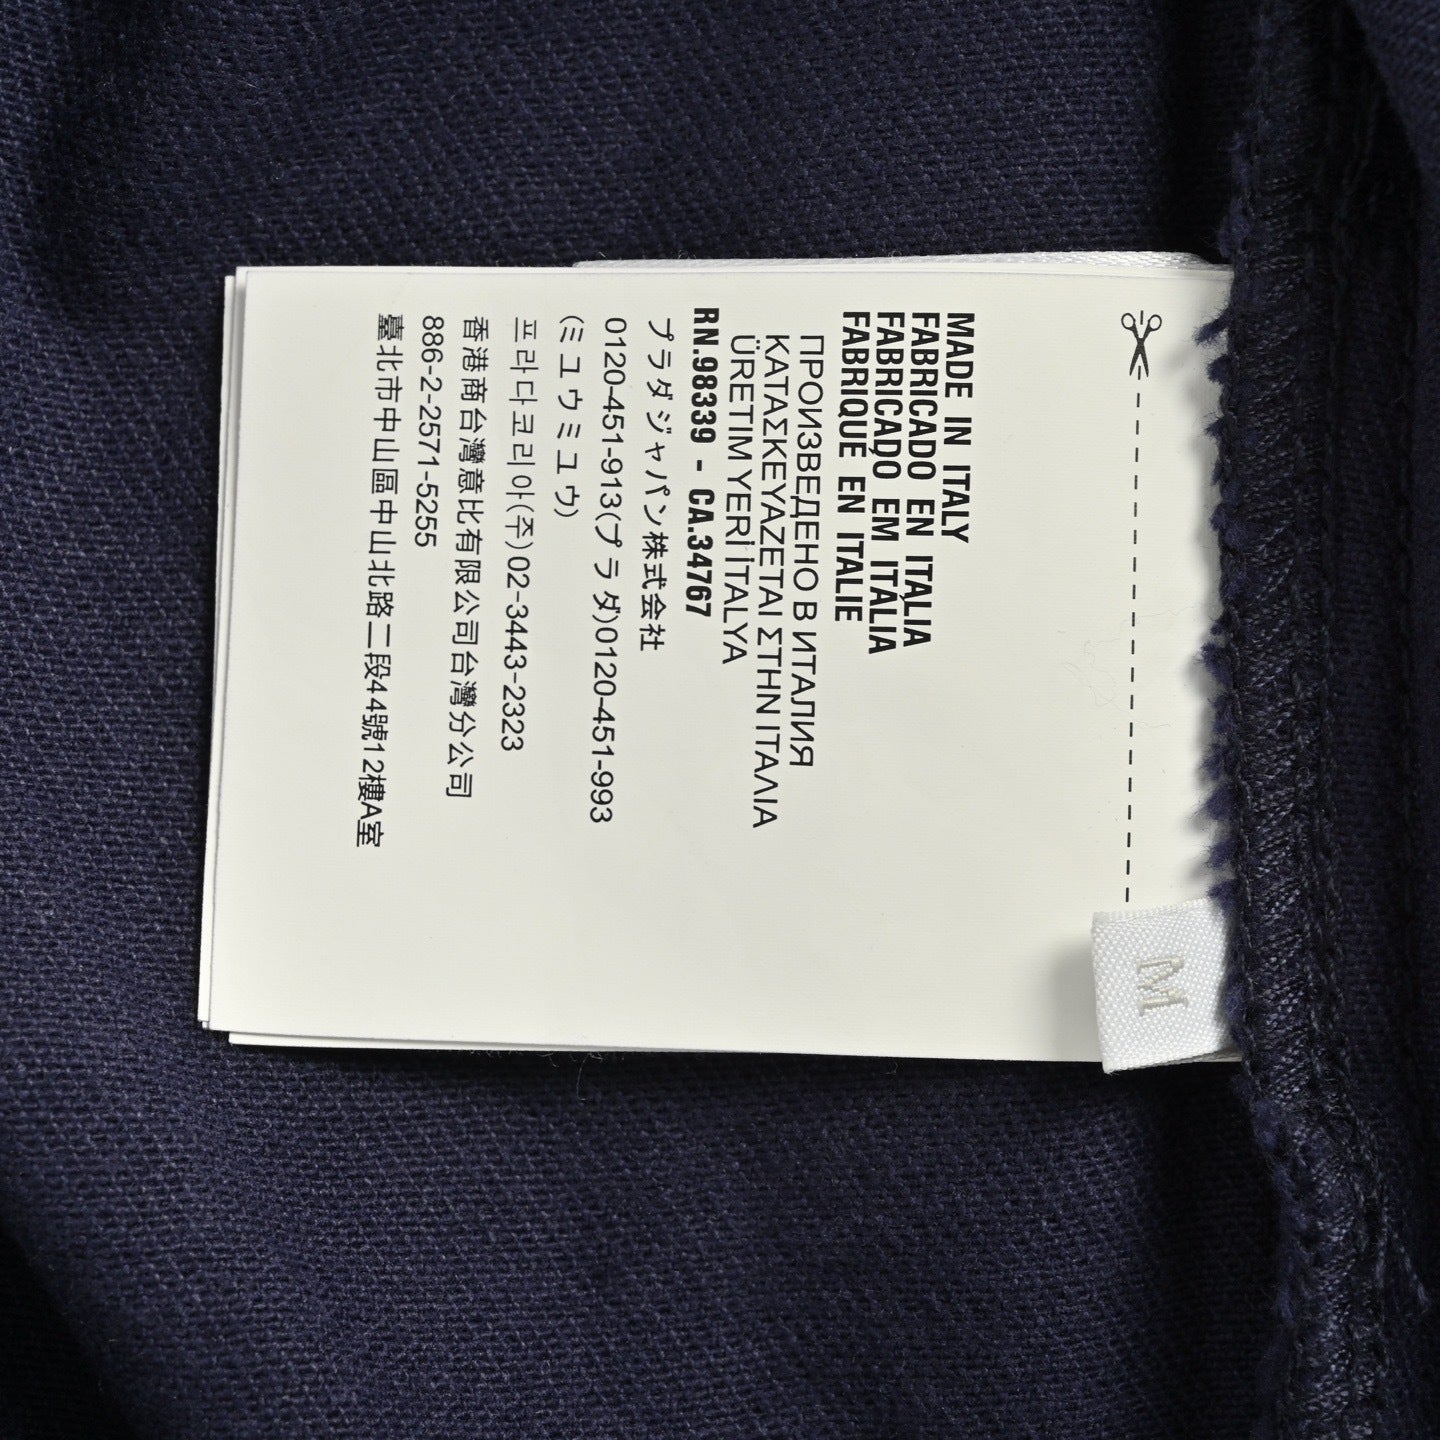 MADE IN ITALY
FABRICADO EN ITALIA
FABRICADO EM ITÁLIA
FABRIQUÉ EN ITALIE
ПРОИЗВЕДЕНО В ИТАЛИЯ
ΚΑΤΑΣΚΕΥΑΖΕΤΑΙ ΣΤΗΝ ΙΤΑΛΙΑ
ÜRETIM YERİ İTALYA
RN.98339 - CA.34767
プラダジャパン株式会社
0120-451-913(プラダ)0120-451-993
(ミュウミュウ)
프라다코리아(주)02-3443-2323
香港商台灣意比有限公司台灣分公司
886-2-2571-5255
臺北市中山區中山北路二段44號12樓A室
M